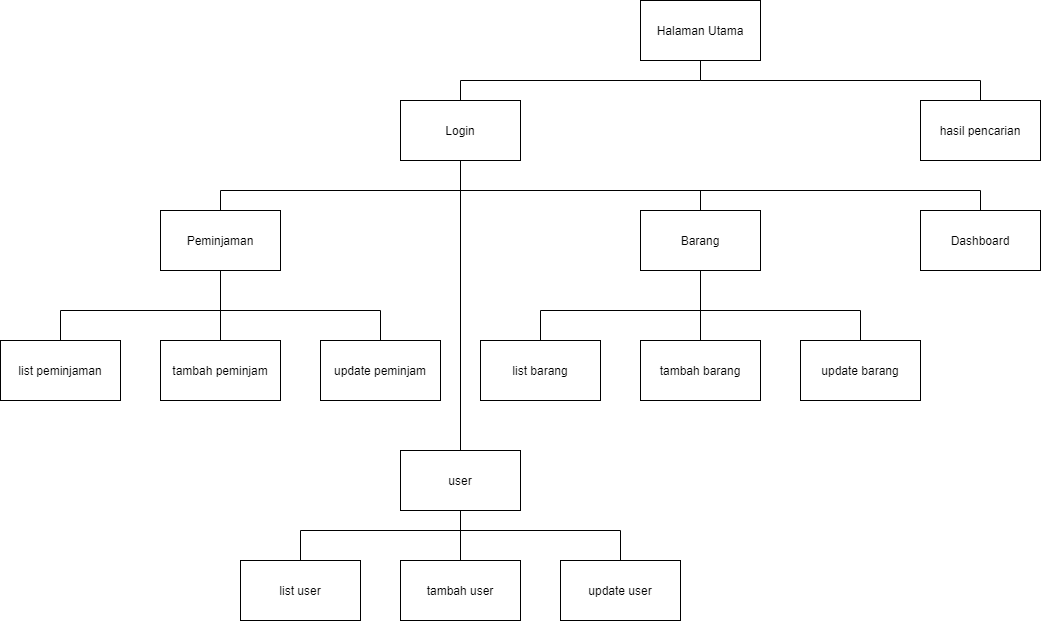 Halaman Utama
Login
hasil pencarian
Peminjaman
Barang
Dashboard
list peminjaman
tambah peminjam
update peminjam
list barang
tambah barang
update barang
user
list user
tambah user
update user